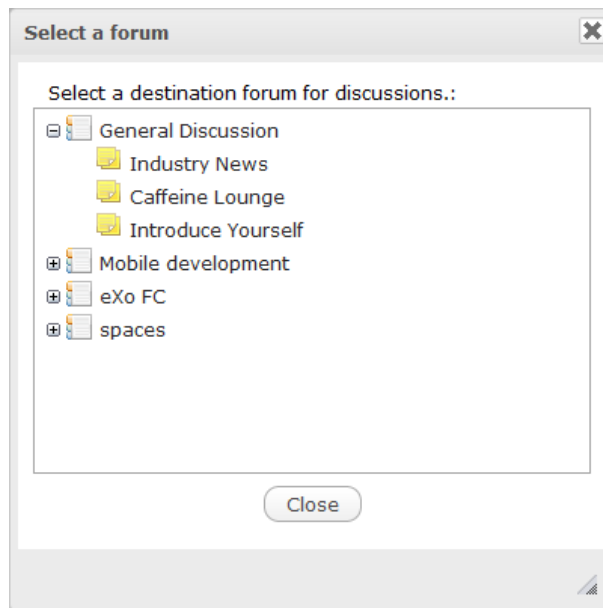 Select a forum
Select a destination forum for discussions.:
General Discussion
Industry News
Caffeine Lounge
Introduce Yourself
Mobile development
eXo FC
spaces
Close